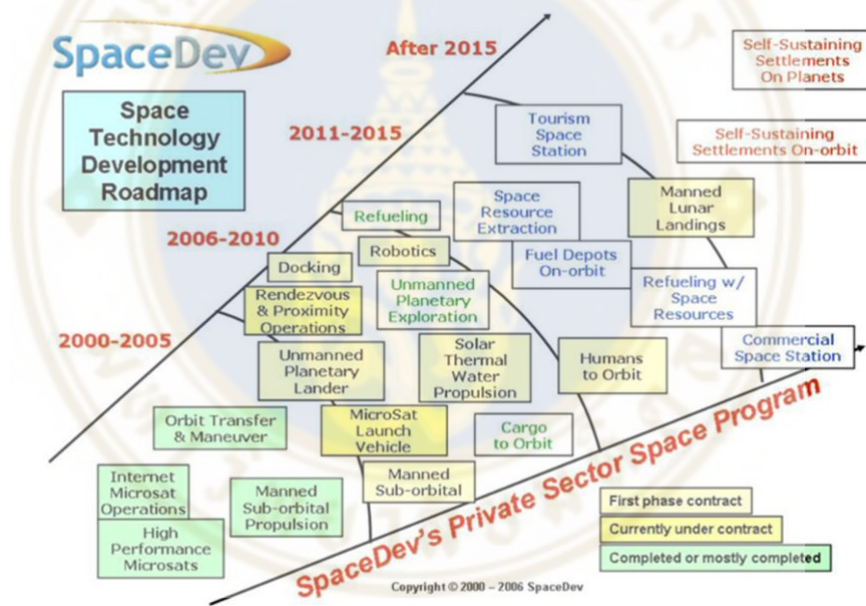 SpaceDev
Space
Technology
Development
Roadmap
After 2015
2011-2015
2006-2010
2000-2005
Self-Sustaining
Settlements
On Planets
Tourism
Space
Station
Self-Sustaining
Settlements On-orbit
Manned
Lunar
Landings
Space
Resource
Extraction
Refueling
Robotics
Fuel Depots
On-orbit
Docking
Unmanned
Planetary
Exploration
Refueling w/
Space
Resources
Rendezvous
& Proximity
Operations
Commercial
Space Station
Solar
Thermal
Water
Propulsion
Humans
to Orbit
Unmanned
Planetary
Lander
Orbit Transfer
& Maneuver
MicroSat
Launch
Vehicle
Cargo
to Orbit
Manned
Sub-orbital
Internet
Microsat
Operations
Manned
Sub-orbital
Propulsion
High
Performance
Microsats
SpaceDev's Private Sector Space Program
First phase contract
Currently under contract
Completed or mostly completed
Copyright © 2000 – 2006 SpaceDev